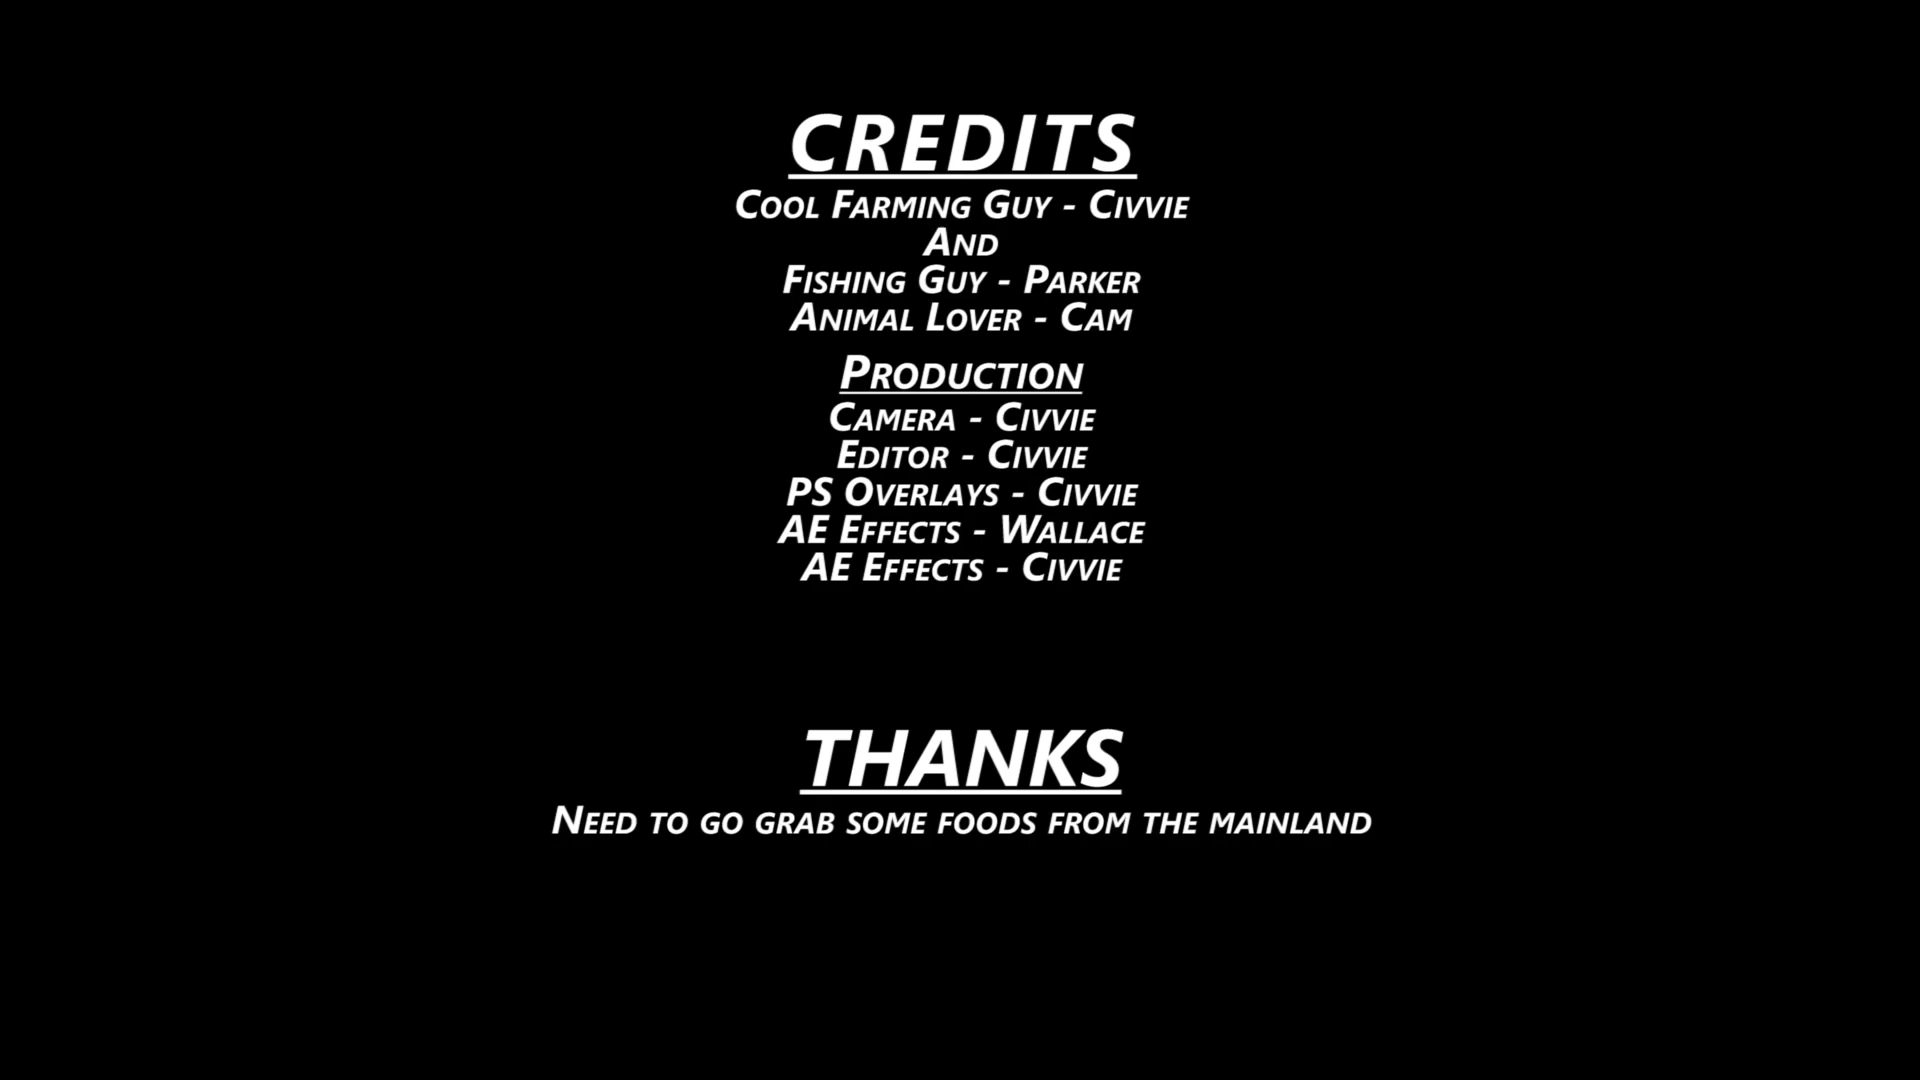 CREDITS
COOL FARMING GUY - CIVVIE
AND
FISHING GUY - PARKER
ANIMAL LOVER - CAM
PRODUCTION
CAMERA - CIVVIE
EDITOR - CIVVIE
PS OVERLAYS - CIVVIE
AE EFFECTS - WALLACE
AE EFFECTS - CIVVIE
THANKS
NEED TO GO GRAB SOME FOODS FROM THE MAINLAND